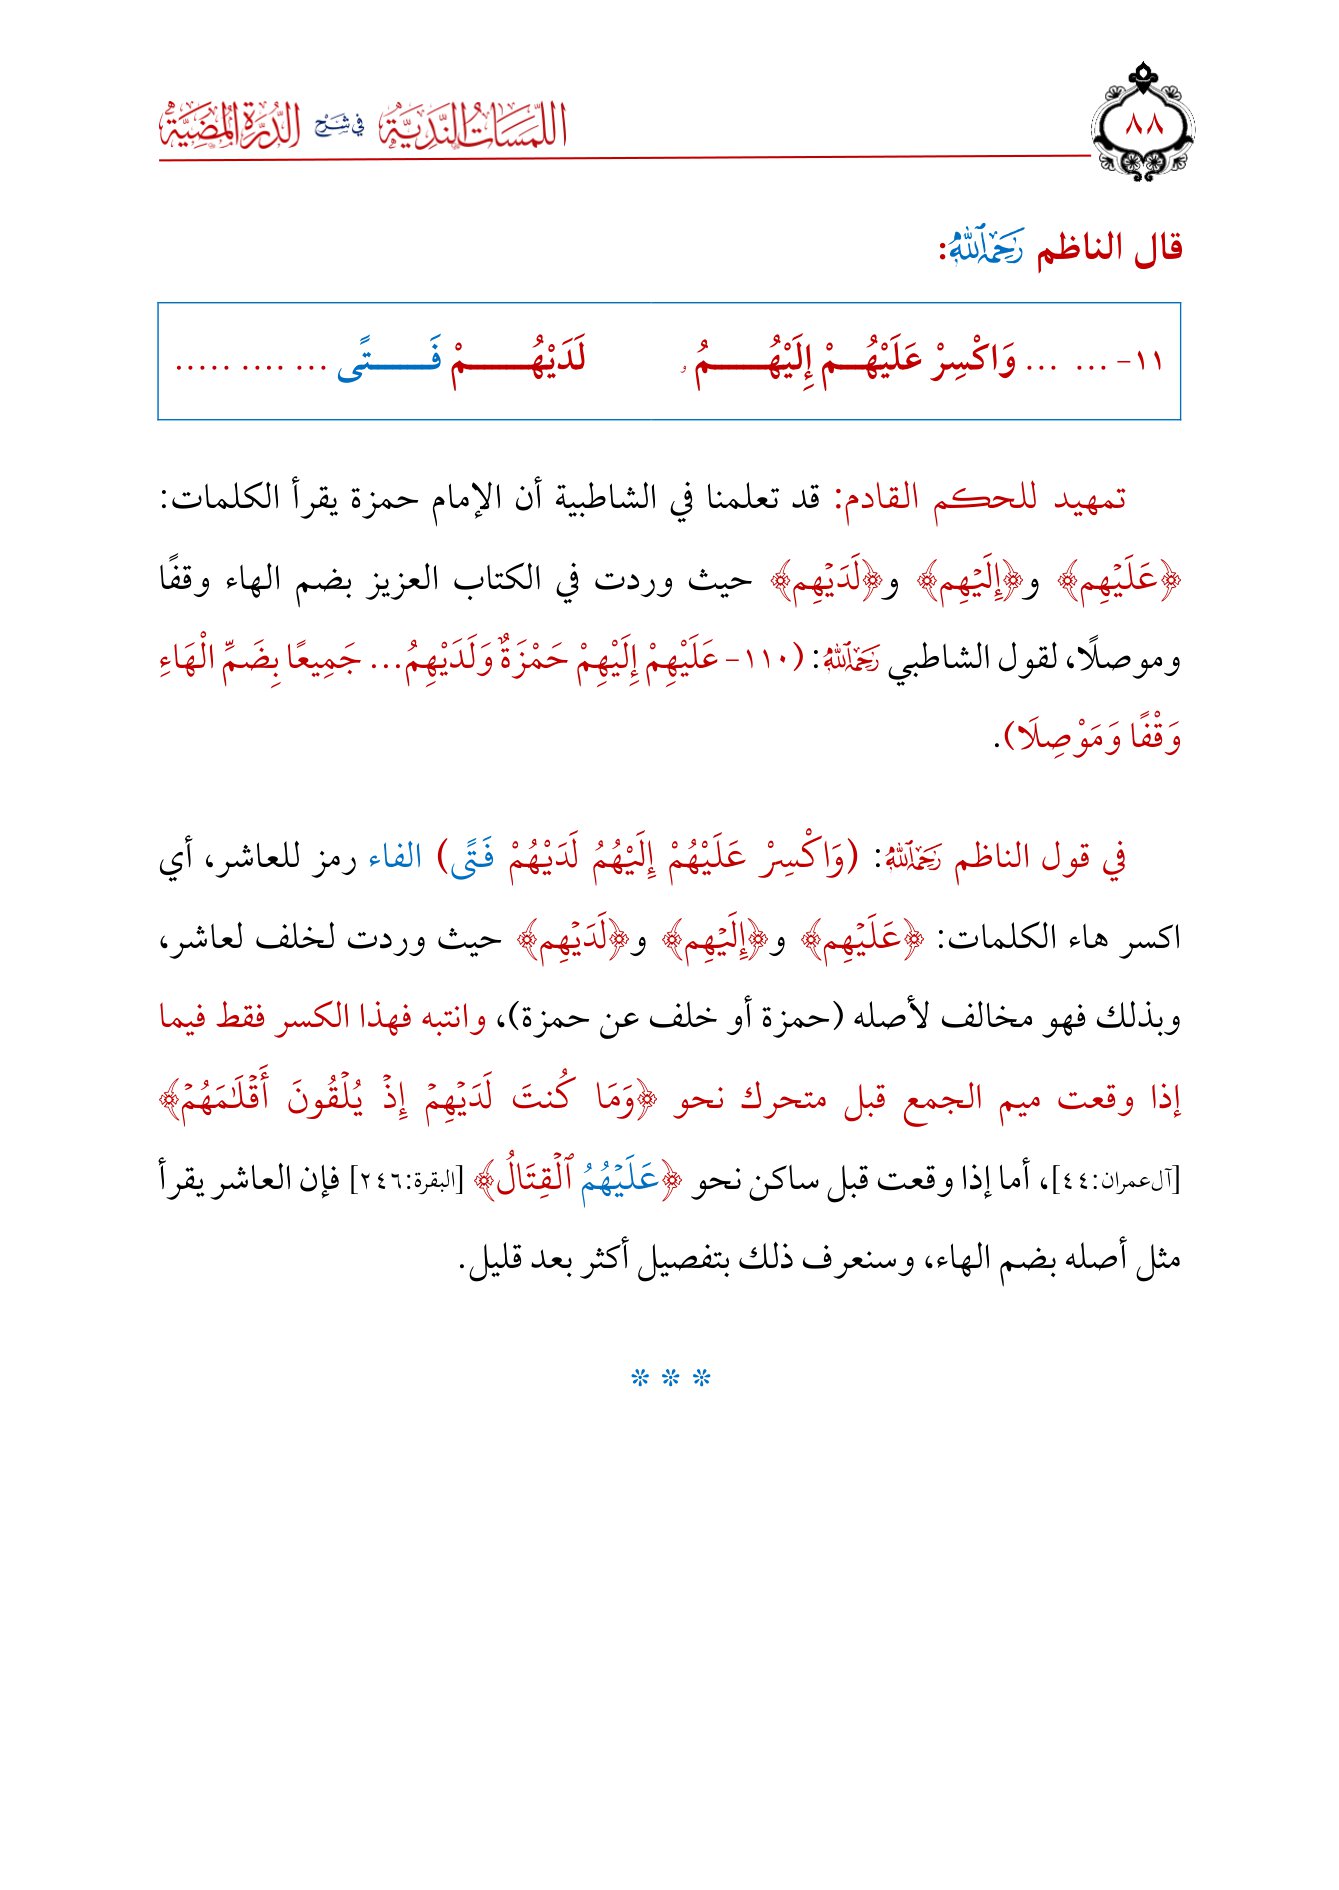 ٨٨
اللمسات الندية في شرح الدرة المضية
قال الناظم رَحِمَهُ ٱللَّهُ:
١١- ... ... وَاكْسِرْ عَلَيْهُمْ إِلَيْهُمُ و لَدَيْهُمْ فَتًى ... .... .....
تمهيد للحكم القادم: قد تعلمنا في الشاطبية أن الإمام حمزة يقرأ الكلمات:
﴿عَلَيۡهِم﴾ و﴿إِلَيۡهِم﴾ و﴿لَدَيۡهِم﴾ حيث وردت في الكتاب العزيز بضم الهاء وقفًا
وموصلًا، لقول الشاطبي رَحِمَهُ ٱللَّهُ: (١١٠- عَلَيْهِمْ إِلَيْهِمْ حَمْزَةٌ وَلَدَيْهِمُ... جَمِيعًا بِضَمِّ الْهَاءِ
وَقْفًا وَمَوْصِلَا).
في قول الناظم رَحِمَهُ ٱللَّهُ: (وَاكْسِرْ عَلَيْهُمْ إِلَيْهُمُ لَدَيْهُمْ فَتًى) الفاء رمز للعاشر، أي
اكسر هاء الكلمات: ﴿عَلَيۡهِم﴾ و﴿إِلَيۡهِم﴾ و﴿لَدَيۡهِم﴾ حيث وردت لخلف لعاشر،
وبذلك فهو مخالف لأصله (حمزة أو خلف عن حمزة)، وانتبه فهذا الكسر فقط فيما
إذا وقعت ميم الجمع قبل متحرك نحو ﴿وَمَا كُنتَ لَدَيۡهِمۡ إِذۡ يُلۡقُونَ أَقۡلَٰمَهُمۡ﴾
[آل عمران:٤٤]، أما إذا وقعت قبل ساكن نحو ﴿عَلَيۡهُمُ ٱلۡقِتَالُ﴾ [البقرة:٢٤٦] فإن العاشر يقرأ
مثل أصله بضم الهاء، وسنعرف ذلك بتفصيل أكثر بعد قليل.
* * *